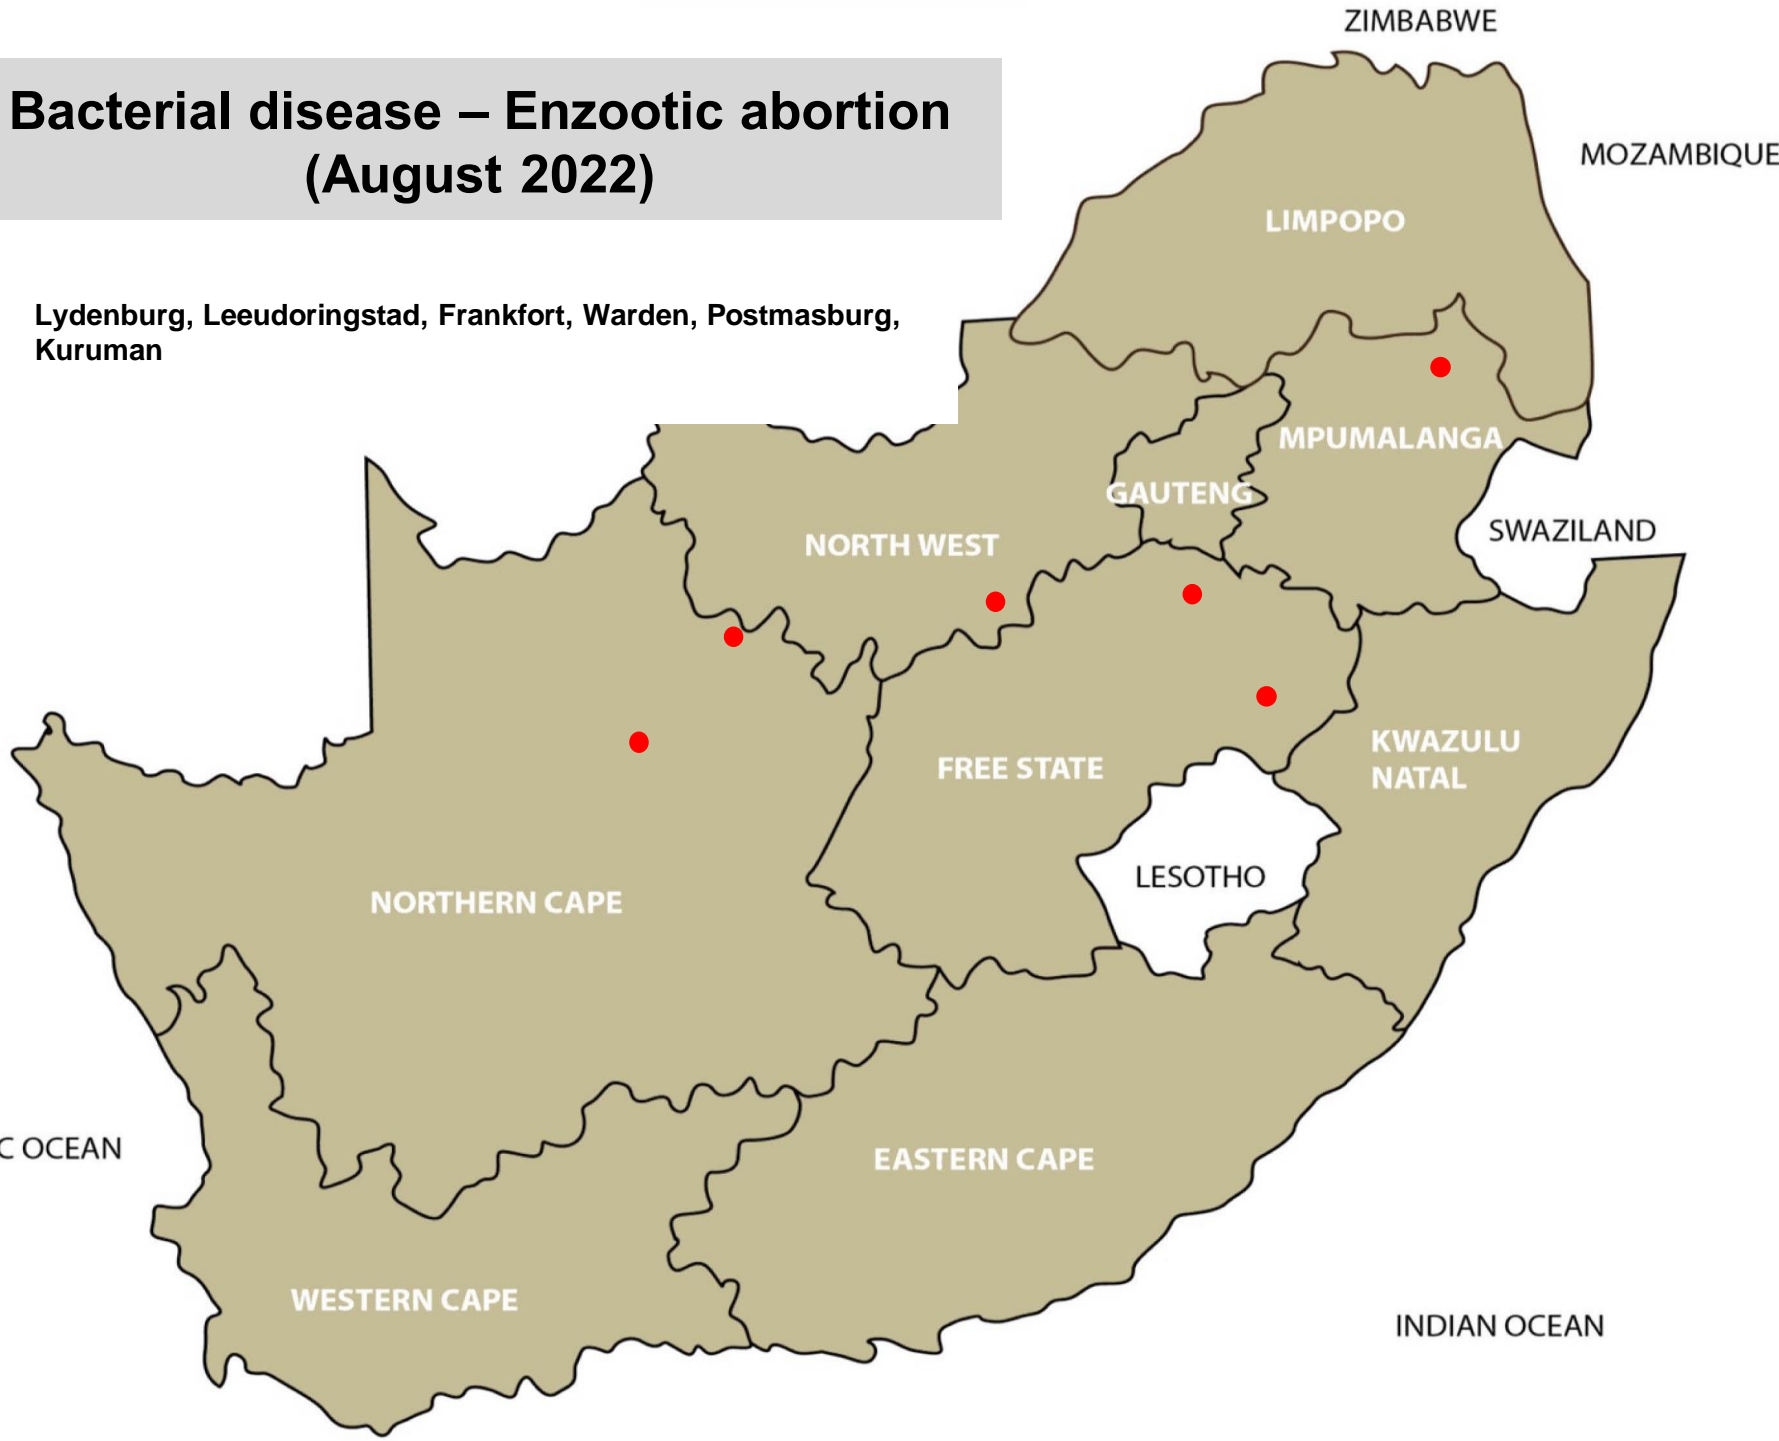 ZIMBABWE
Bacterial disease – Enzootic abortion
(August 2022)
MOZAMBIQUE
LIMPOPO
Lydenburg, Leeudoringstad, Frankfort, Warden, Postmasburg,
Kuruman
MPUMALANGA
GAUTENG
SWAZILAND
NORTH WEST
KWAZULU
NATAL
FREE STATE
LESOTHO
NORTHERN CAPE
C OCEAN
EASTERN CAPE
WESTERN CAPE
INDIAN OCEAN